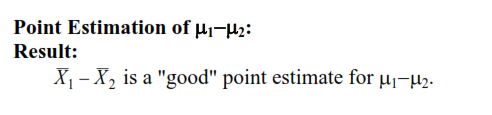 Point Estimation of μ₁−μ₂:
Result:
X̅₁ − X̅₂ is a "good" point estimate for μ₁−μ₂.